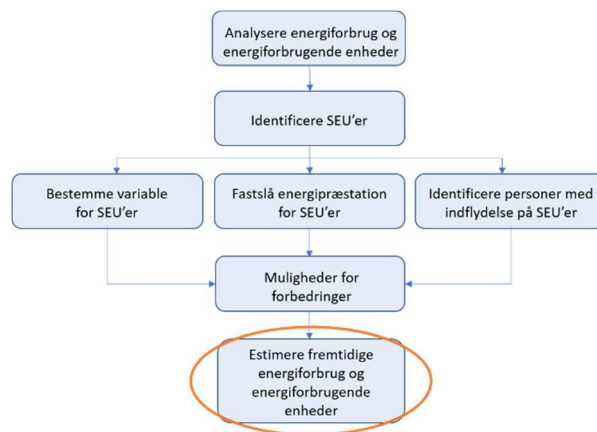 Analysere energiforbrug og
energiforbrugende enheder
Identificere SEU'er
Bestemme variable
for SEU'er
Fastslå energipræstation
for SEU'er
Identificere personer med
indflydelse på SEU'er
Muligheder for
forbedringer
Estimere fremtidige
energiforbrug og
energiforbrugende
enheder